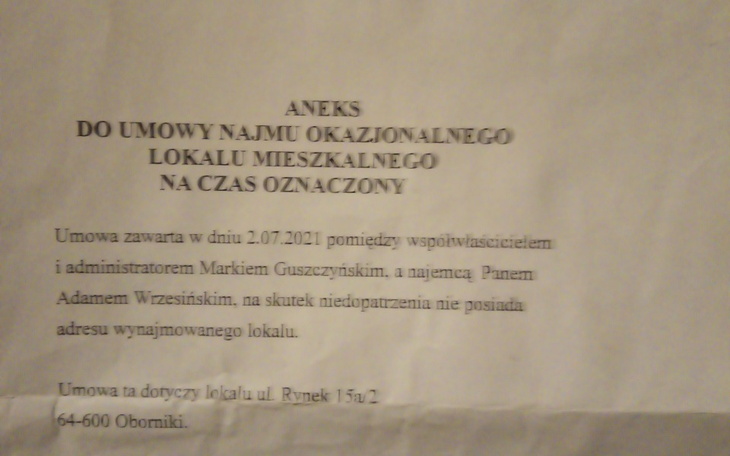 ANEKS
DO UMOWY NAJMU OKAZJONALNEGO
LOKALU MIESZKALNEGO
NA CZAS OZNACZONY
Umowa zawarta w dniu 2.07.2021 pomiędzy współwłaścicielem
i administratorem Markiem Guszczyńskim, a najemcą Panem
Adamem Wrzesińskim, na skutek niedopatrzenia nie posiada
adresu wynajmowanego lokalu.
Umowa ta dotyczy lokalu ul. Rynek 15a/2
64-600 Oborniki.